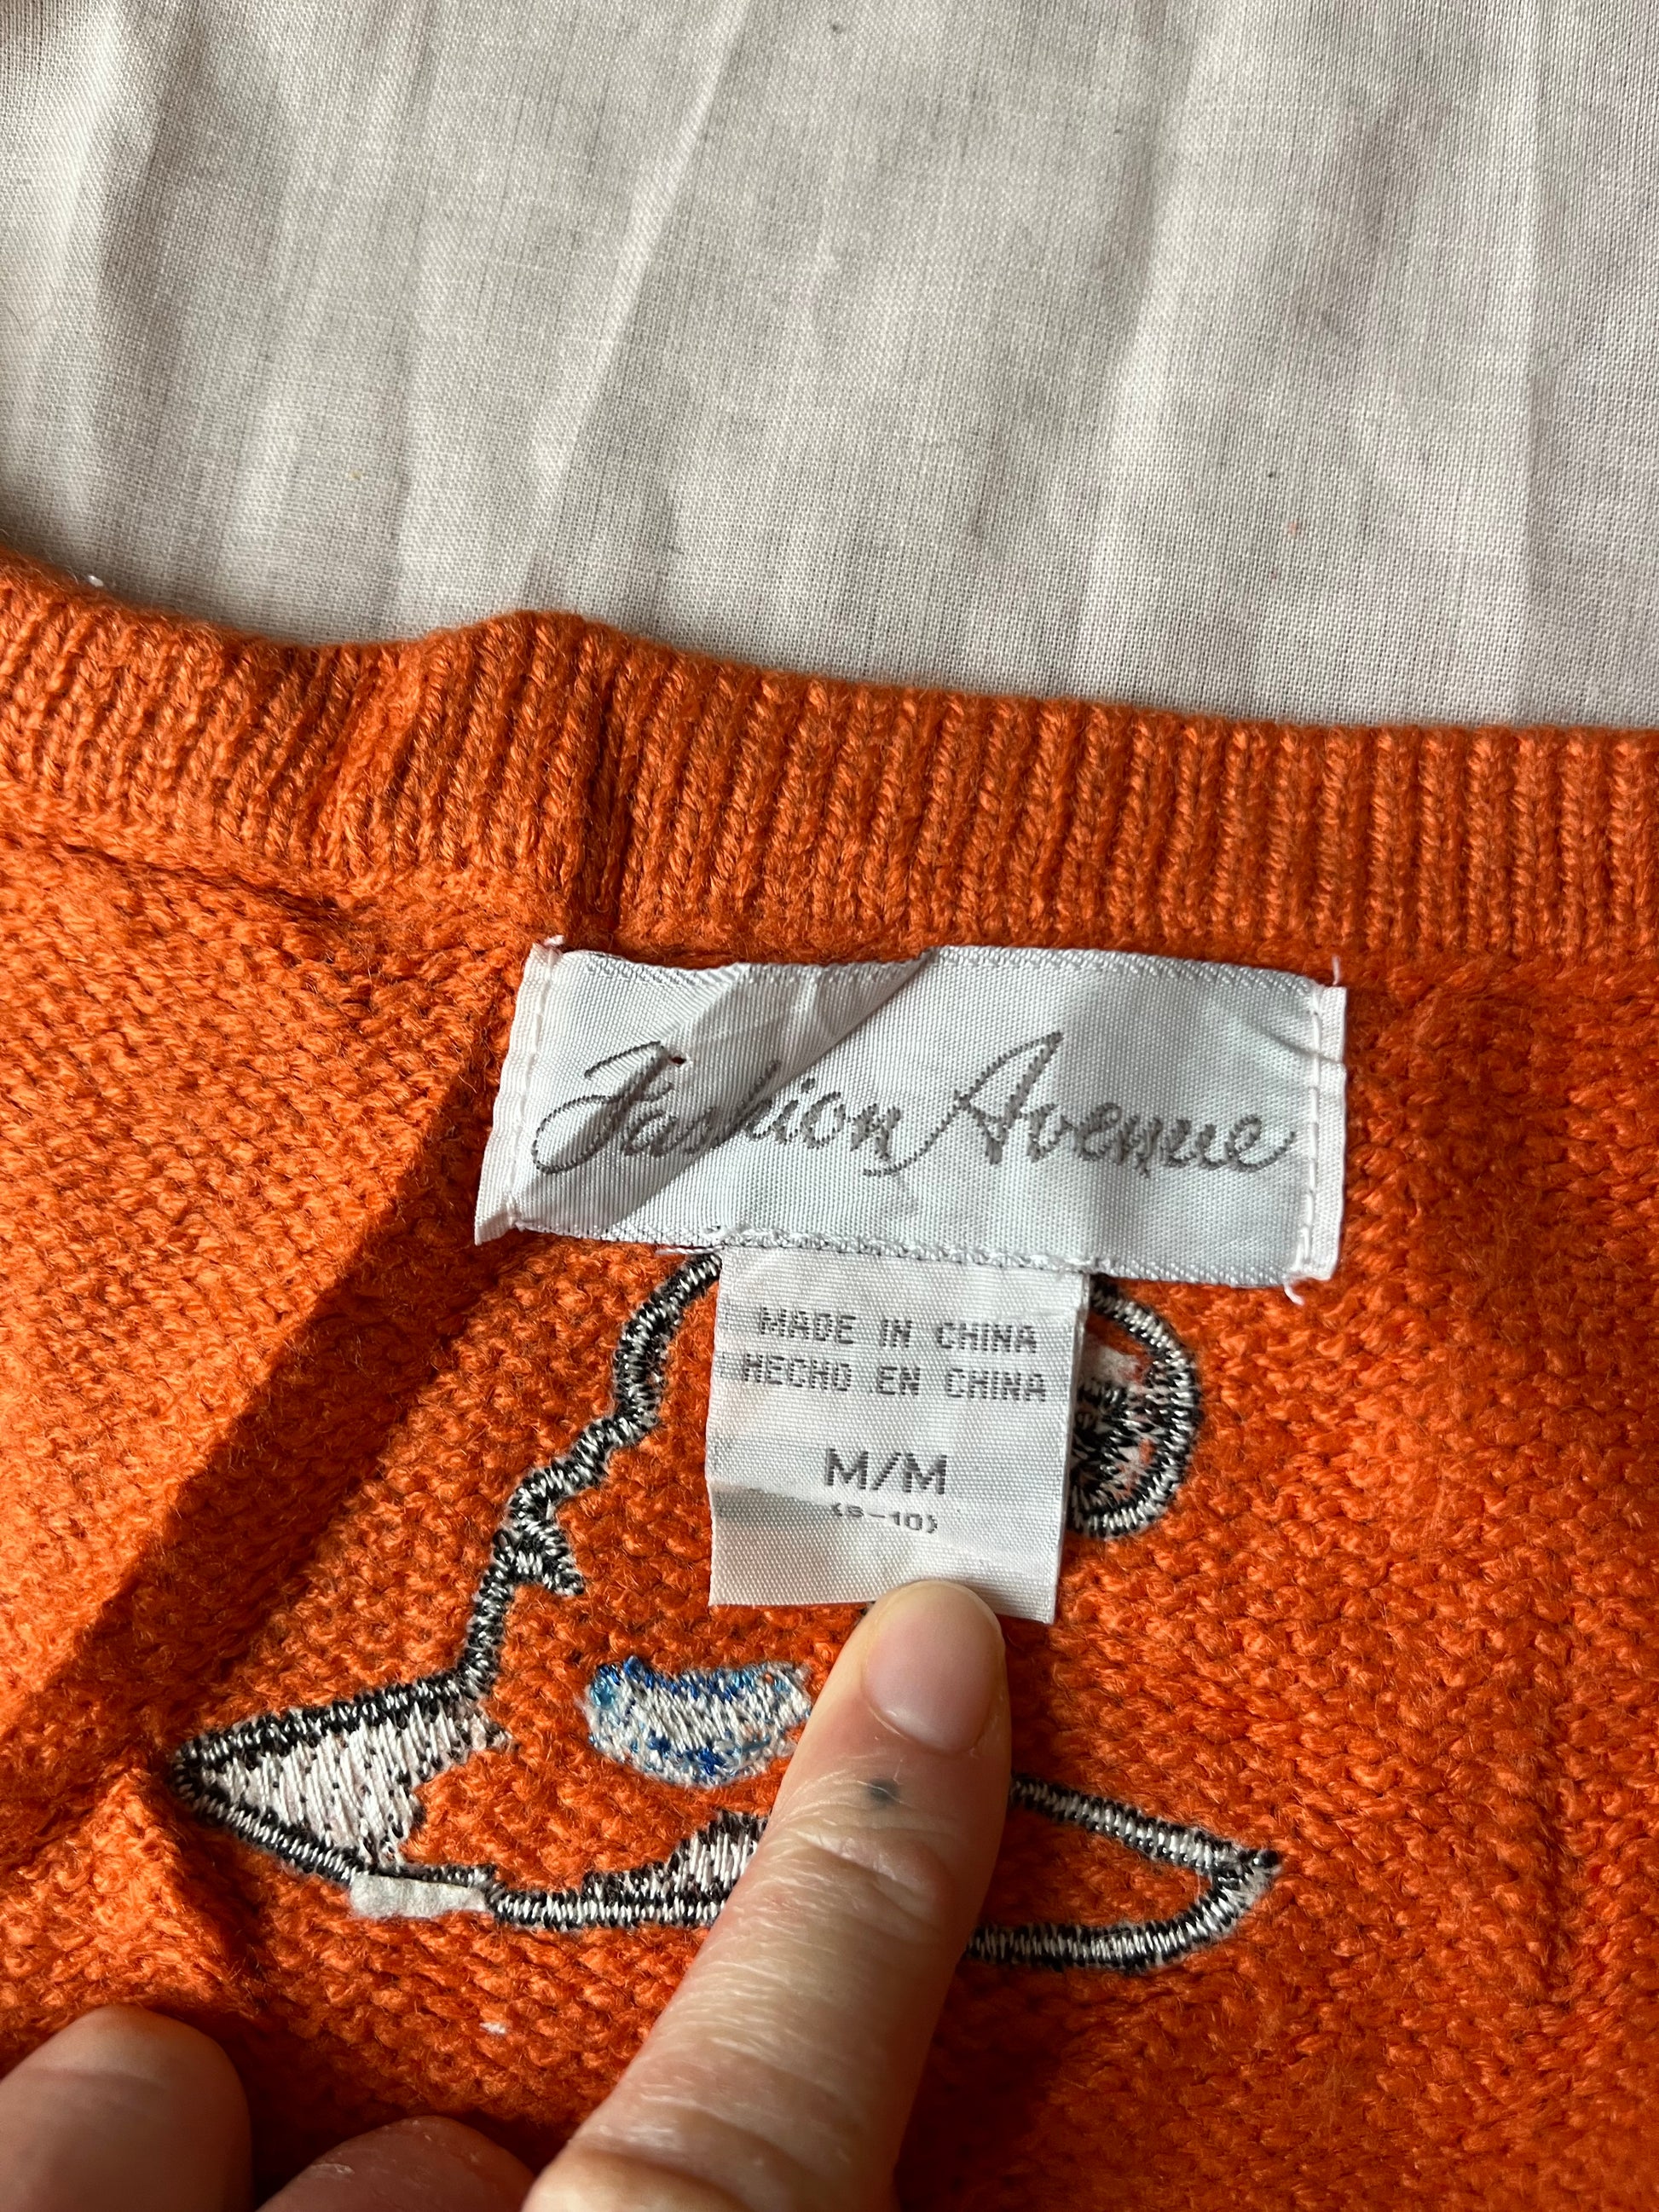 Fashion Avenue
MADE IN CHINA
HECHO EN CHINA
M/M
(8-10)